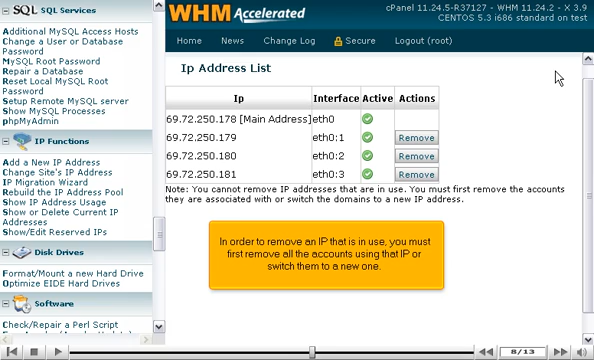 SQL SQL Services
Additional MySQL Access Hosts
Change a User or Database
Password
MySQL Root Password
Repair a Database
Reset Local MySQL Root
Password
Setup Remote MySQL server
Show MySQL Processes
phpMyAdmin
IP Functions
Add a New IP Address
Change Site's IP Address
IP Migration Wizard
Rebuild the IP Address Pool
Show IP Address Usage
Show or Delete Current IP
Addresses
Show/Edit Reserved IPs
Disk Drives
Format/Mount a new Hard Drive
Optimize EIDE Hard Drives
Software
Check/Repair a Perl Script
WHM Accelerated
cPanel 11.24.5-R37127 - WHM 11.24.2 - X 3.9
CENTOS 5.3 i686 standard on test
Home News Change Log Secure Logout (root)
Ip Address List
Ip Interface Active Actions
69.72.250.178 [Main Address] eth0
69.72.250.179 eth0:1 Remove
69.72.250.180 eth0:2 Remove
69.72.250.181 eth0:3 Remove
Note: You cannot remove IP addresses that are in use. You must first remove the accounts
they are associated with or switch the domains to a new IP address.
In order to remove an IP that is in use, you must
first remove all the accounts using that IP or
switch them to a new one.
8/13